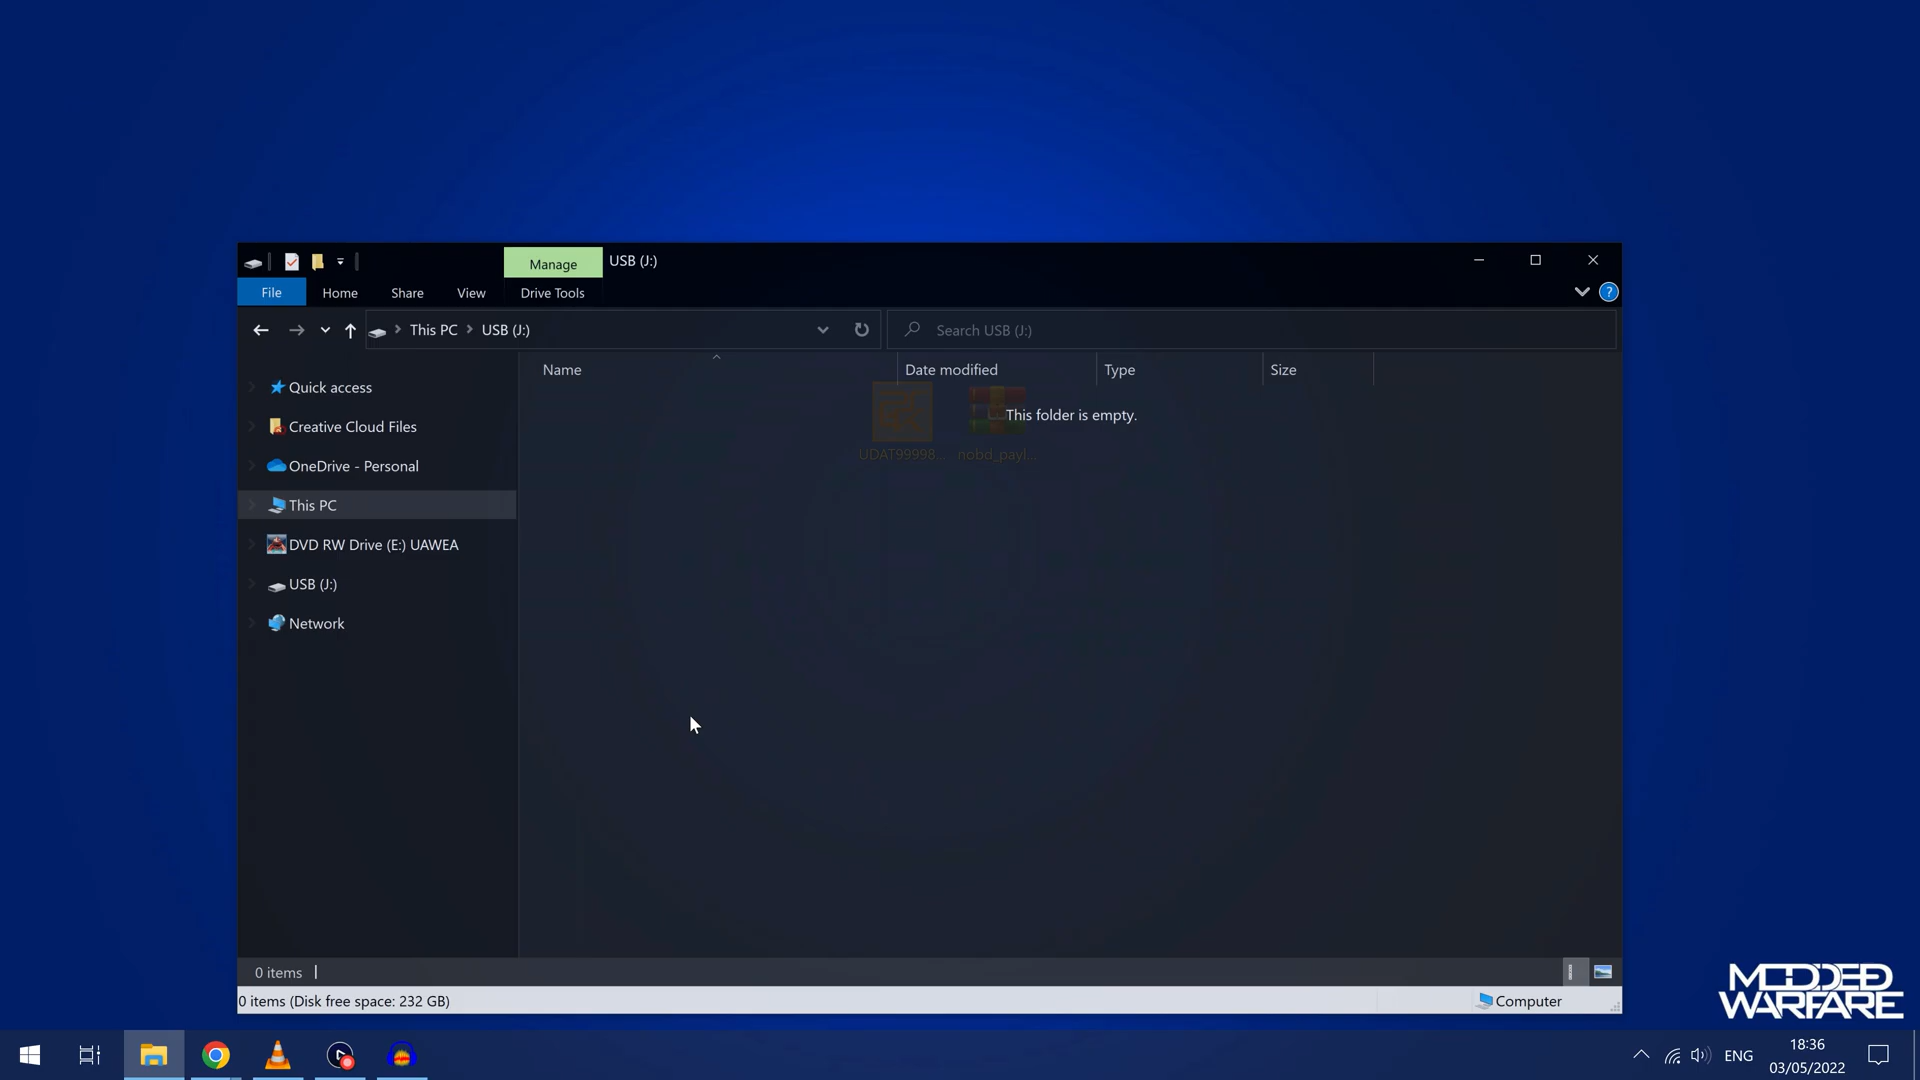 Manage
USB (J:)
File
Home
Share
View
Drive Tools
This PC
USB (J:)
Search USB (J:)
Name
Date modified
Type
Size
This folder is empty.
UDAT99998...
nobd_payl...
Quick access
Creative Cloud Files
OneDrive - Personal
This PC
DVD RW Drive (E:) UAWEA
USB (J:)
Network
0 items
0 items (Disk free space: 232 GB)
Computer
MODDED
WARFARE
ENG
18:36
03/05/2022